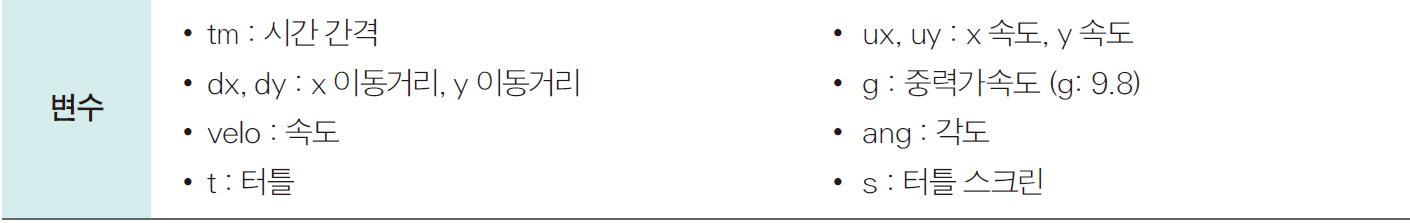 변수
• tm : 시간 간격
• dx, dy : x 이동거리, y 이동거리
• velo : 속도
• t : 터틀
• ux, uy : x 속도, y 속도
• g : 중력가속도 (g: 9.8)
• ang : 각도
• s : 터틀 스크린